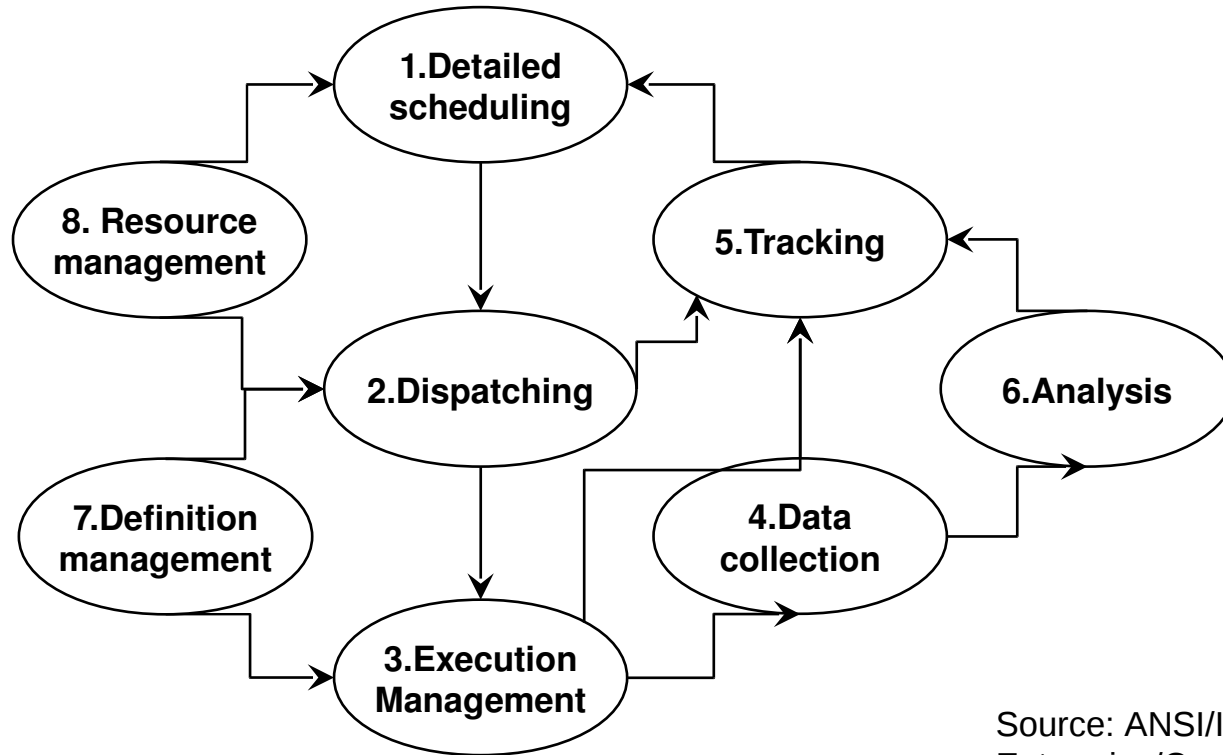 1.Detailed
scheduling
8. Resource
management
5.Tracking
2.Dispatching
6.Analysis
7.Definition
management
4.Data
collection
3.Execution
Management
Source: ANSI/I